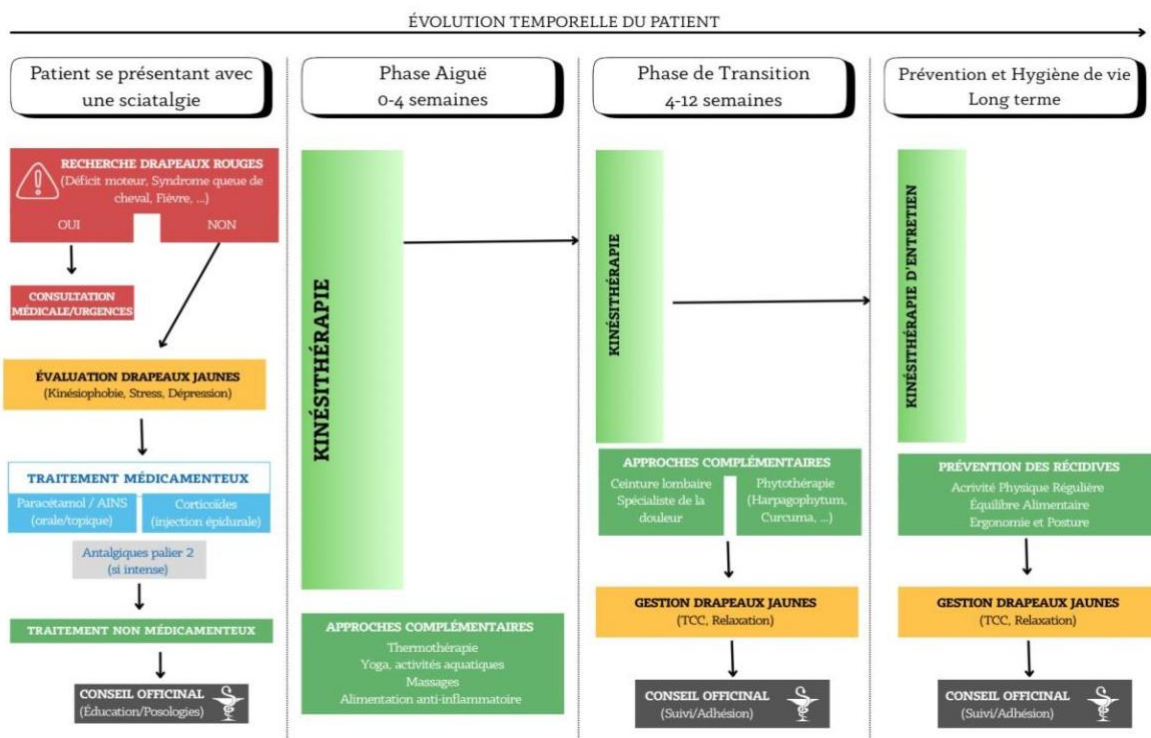 ÉVOLUTION TEMPORELLE DU PATIENT
Patient se présentant avec
une sciatalgie
RECHERCHE DRAPEAUX ROUGES
(Déficit moteur, Syndrome queue de
cheval, Fièvre, ...)
OUI
NON
CONSULTATION
MÉDICALE/URGENCES
ÉVALUATION DRAPEAUX JAUNES
(Kinésiophobie, Stress, Dépression)
TRAITEMENT MÉDICAMENTEUX
Paracétamol / AINS
(orale/topique)
Corticoïdes
(injection épidurale)
Antalgiques palier 2
(si intense)
TRAITEMENT NON MÉDICAMENTEUX
CONSEIL OFFICINAL
(Éducation/Posologies)
Phase Aiguë
0-4 semaines
KINÉSITHÉRAPIE
APPROCHES COMPLÉMENTAIRES
Thermothérapie
Yoga, activités aquatiques
Massages
Alimentation anti-inflammatoire
Phase de Transition
4-12 semaines
KINÉSITHÉRAPIE
APPROCHES COMPLÉMENTAIRES
Ceinture lombaire
Spécialiste de la
douleur
Phytothérapie
(Harpagophytum,
Curcuma, ...)
GESTION DRAPEAUX JAUNES
(TCC, Relaxation)
CONSEIL OFFICINAL
(Suivi/Adhésion)
Prévention et Hygiène de vie
Long terme
KINÉSITHÉRAPIE D'ENTRETIEN
PRÉVENTION DES RÉCIDIVES
Acrivité Physique Régulière
Équilibre Alimentaire
Ergonomie et Posture
GESTION DRAPEAUX JAUNES
(TCC, Relaxation)
CONSEIL OFFICINAL
(Suivi/Adhésion)